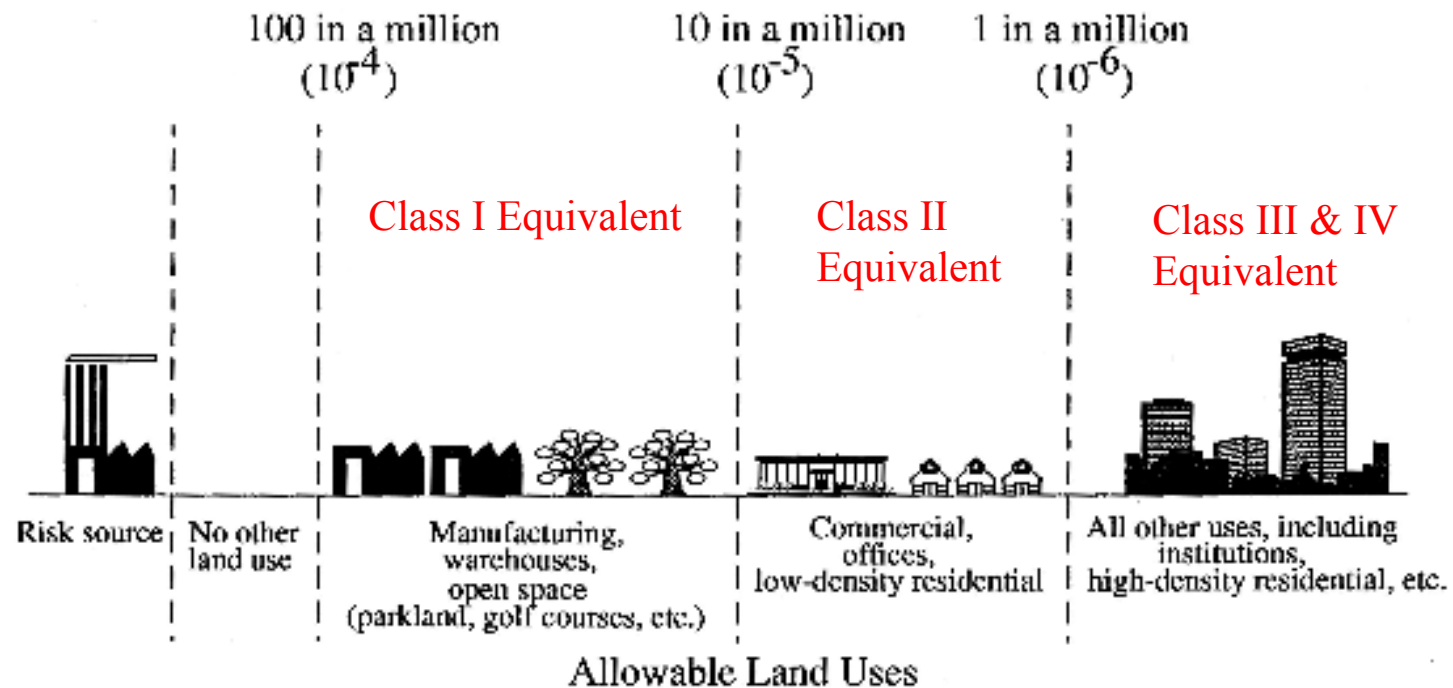 100 in a million
(10^-4)
10 in a million
(10^-5)
1 in a million
(10^-6)
Class I Equivalent
Class II
Equivalent
Class III & IV
Equivalent
Risk source
No other
land use
Manufacturing,
warehouses,
open space
(parkland, golf courses, etc.)
Commercial,
offices,
low-density residential
All other uses, including
institutions,
high-density residential, etc.
Allowable Land Uses